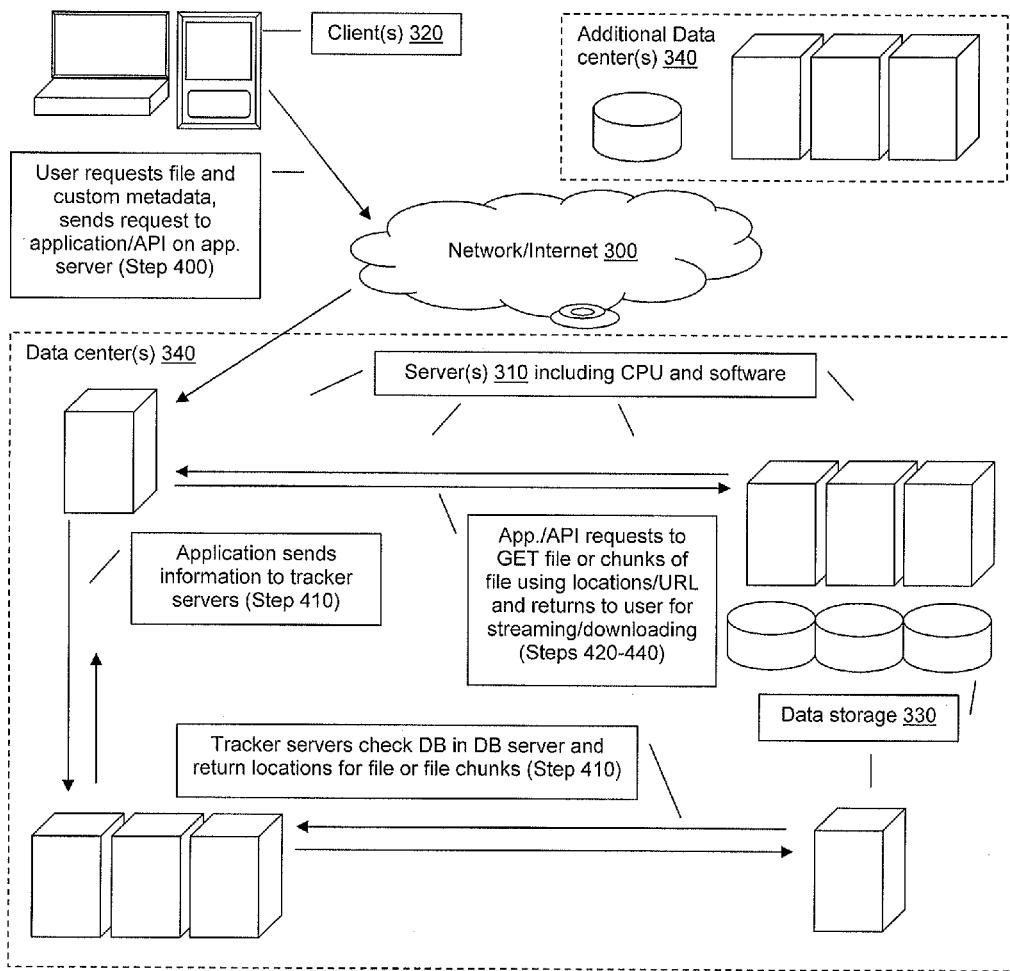 Client(s) 320
Additional Data
center(s) 340
User requests file and
custom metadata,
sends request to
application/API on app.
server (Step 400)
Network/Internet 300
Data center(s) 340
Server(s) 310 including CPU and software
Application sends
information to tracker
servers (Step 410)
App./API requests to
GET file or chunks of
file using locations/URL
and returns to user for
streaming/downloading
(Steps 420-440)
Data storage 330
Tracker servers check DB in DB server and
return locations for file or file chunks (Step 410)